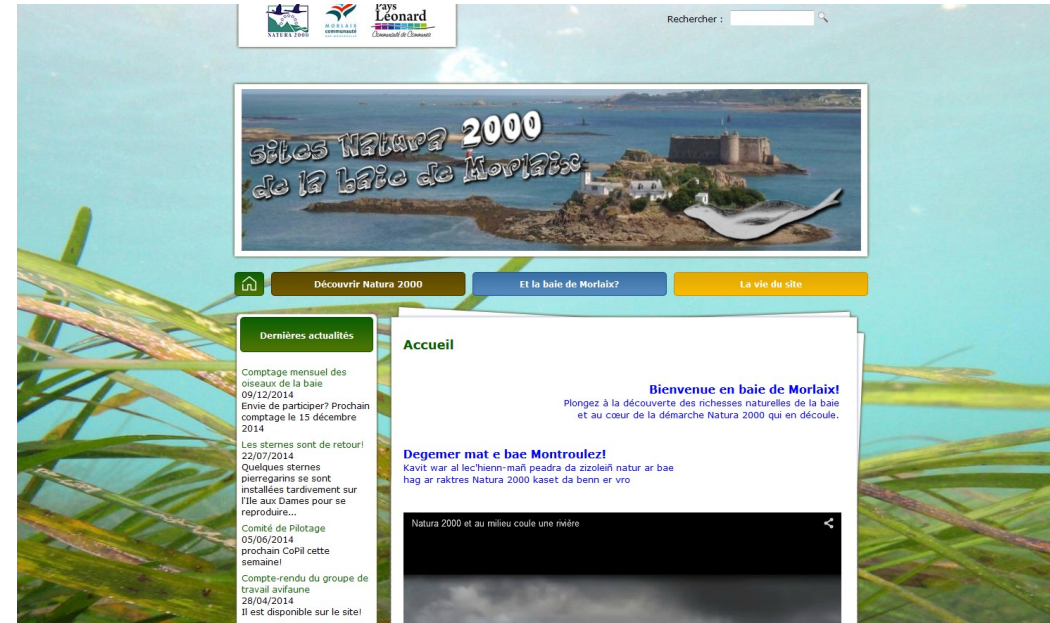 NATURA 2000
MORLAIX
communauté
Pays
Léonard
Communauté de Communes
Rechercher :
Sites Natura 2000
de la baie de Morlaix
Découvrir Natura 2000
Et la baie de Morlaix?
La vie du site
Dernières actualités
Comptage mensuel des
oiseaux de la baie
09/12/2014
Envie de participer? Prochain
comptage le 15 décembre
2014
Les sternes sont de retour!
22/07/2014
Quelques sternes
pierregarins se sont
installées tardivement sur
l'Ile aux Dames pour se
reproduire...
Comité de Pilotage
05/06/2014
prochain CoPil cette
semaine!
Compte-rendu du groupe de
travail avifaune
28/04/2014
Il est disponible sur le site!
Accueil
Bienvenue en baie de Morlaix!
Plongez à la découverte des richesses naturelles de la baie
et au cœur de la démarche Natura 2000 qui en découle.
Degemer mat e bae Montroulez!
Kavit war al lec'hienn-mañ peadra da zizoleiñ natur ar bae
hag ar raktres Natura 2000 kaset da benn er vro
Natura 2000 et au milieu coule une rivière